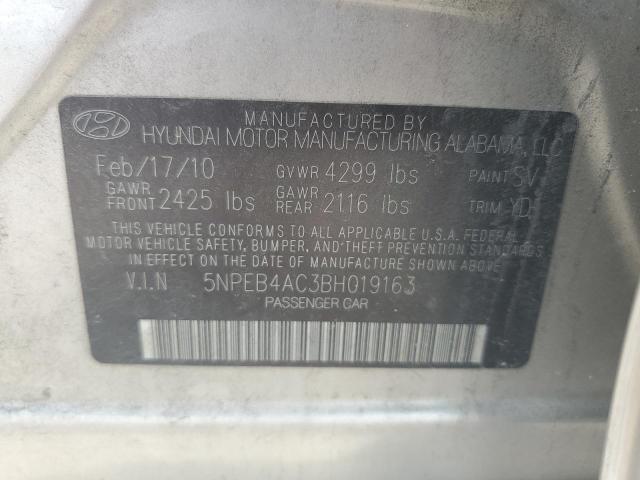 MANUFACTURED BY
HYUNDAI MOTOR MANUFACTURING ALABAMA, LLC
Feb/17/10 GVWR 4299 lbs PAINT SV
GAWR FRONT 2425 lbs GAWR REAR 2116 lbs TRIM YDA
THIS VEHICLE CONFORMS TO ALL APPLICABLE U.S.A. FEDERAL
MOTOR VEHICLE SAFETY, BUMPER, AND THEFT PREVENTION STANDARDS
IN EFFECT ON THE DATE OF MANUFACTURE SHOWN ABOVE.
V.I.N 5NPEB4AC3BH019163
PASSENGER CAR